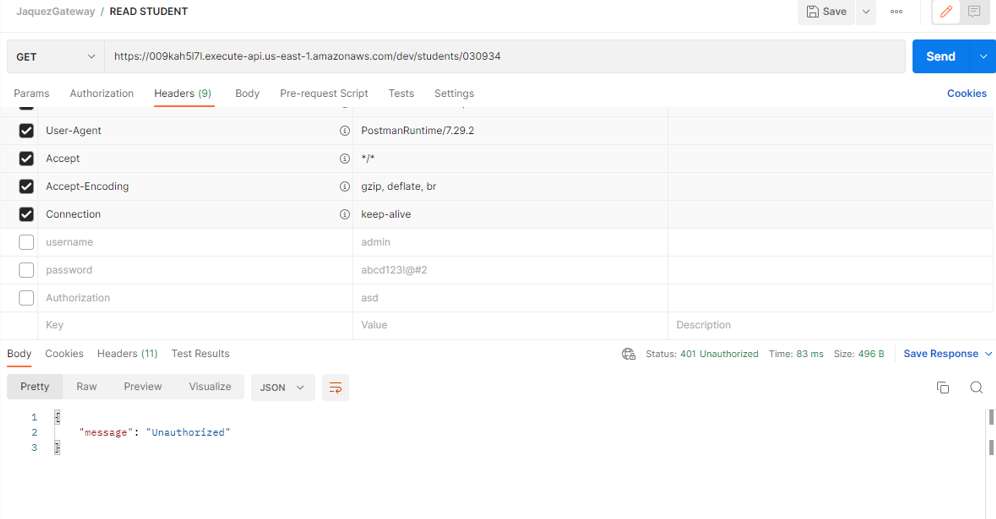 JaquezGateway / READ STUDENT
Save
GET https://009kah5l7l.execute-api.us-east-1.amazonaws.com/dev/students/030934 Send
Params Authorization Headers (9) Body Pre-request Script Tests Settings Cookies
User-Agent PostmanRuntime/7.29.2
Accept */*
Accept-Encoding gzip, deflate, br
Connection keep-alive
username admin
password abcd123!@#2
Authorization asd
Key Value Description
Body Cookies Headers (11) Test Results Status: 401 Unauthorized Time: 83 ms Size: 496 B Save Response
Pretty Raw Preview Visualize JSON
1 {
2 "message": "Unauthorized"
3 }